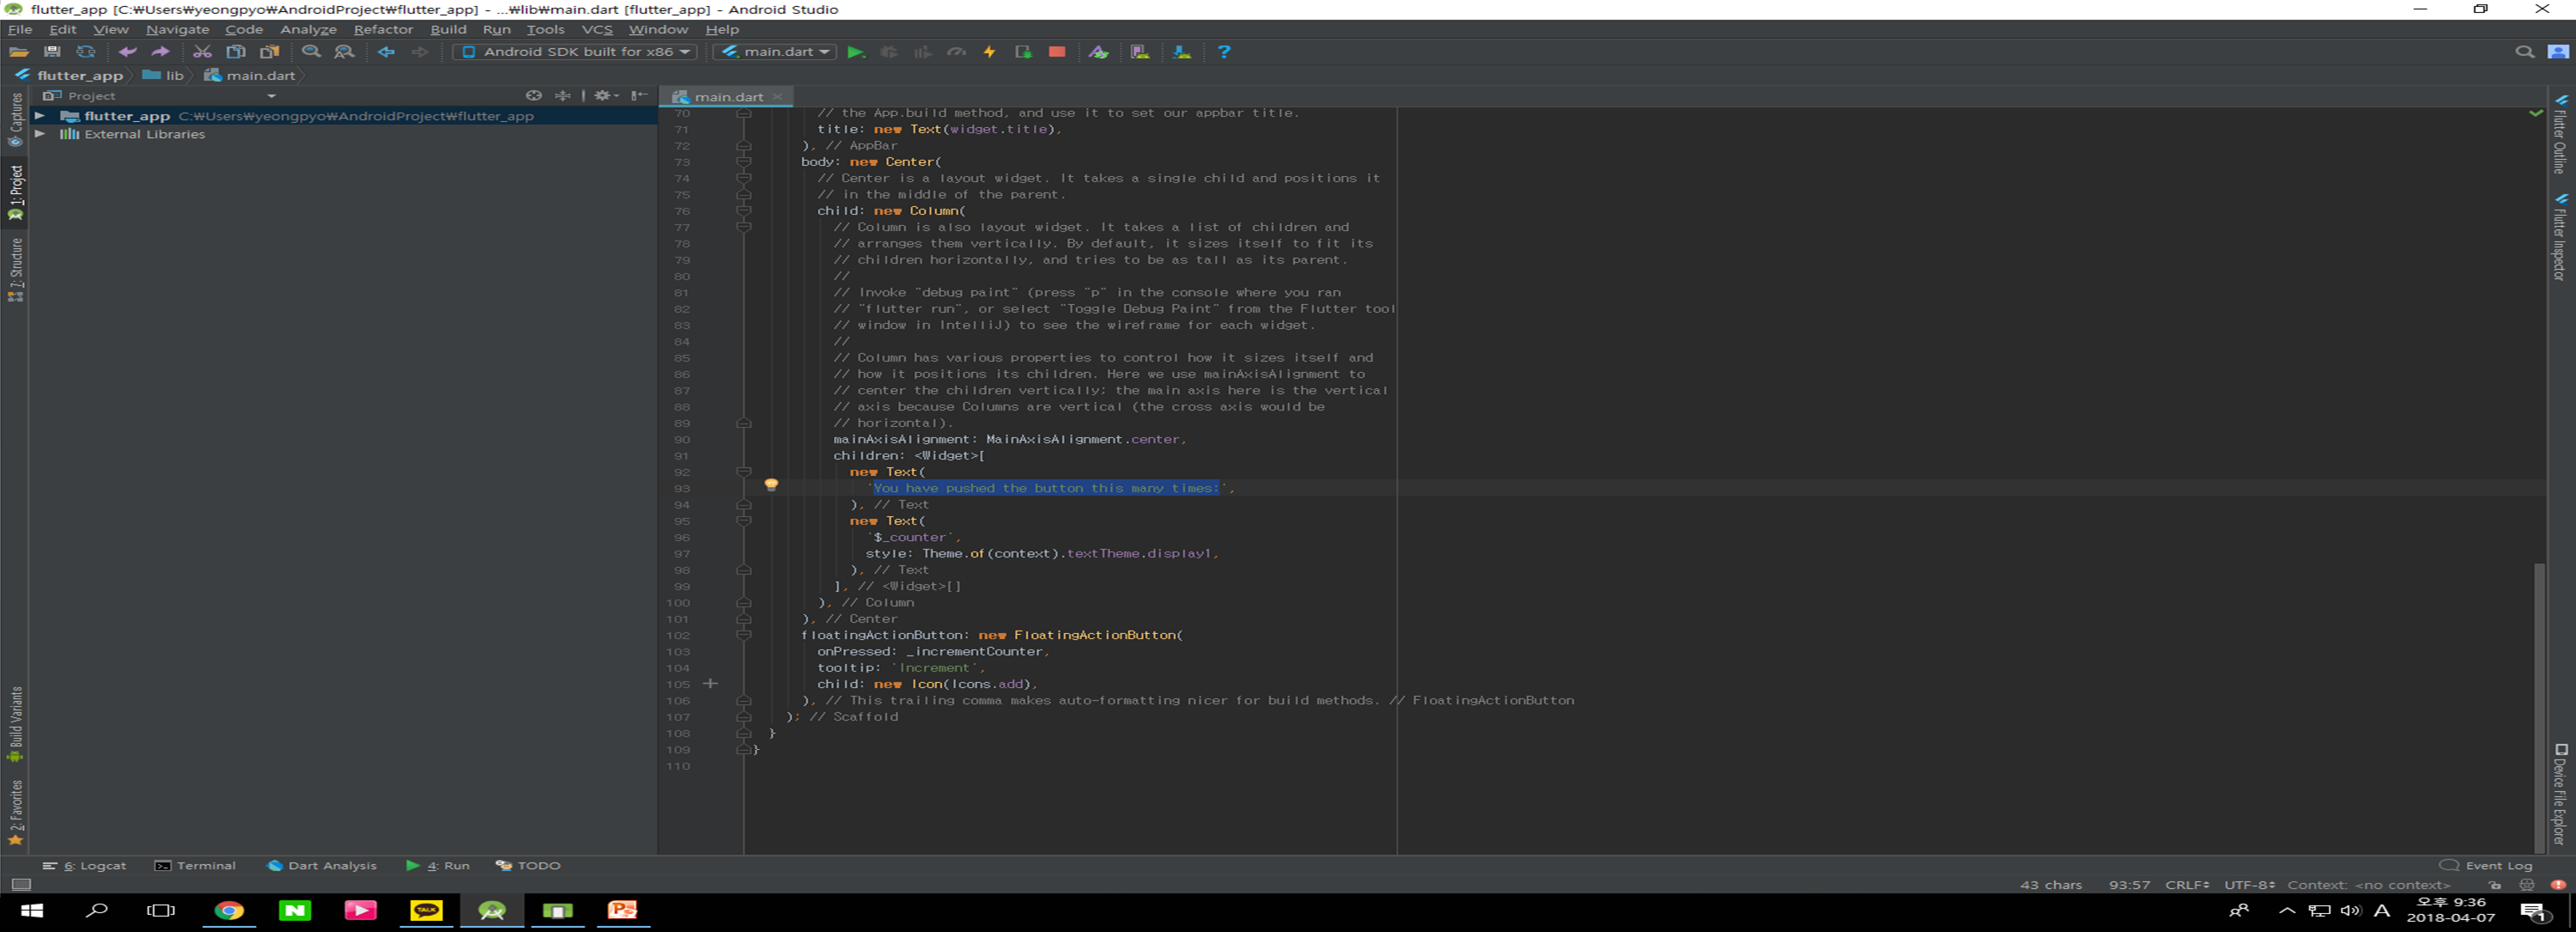 flutter_app [C:₩Users₩yeongpyo₩AndroidProject₩flutter_app] - ...₩lib₩main.dart [flutter_app] - Android Studio
File Edit View Navigate Code Analyze Refactor Build Run Tools VCS Window Help
Android SDK built for x86 main.dart
flutter_app lib main.dart
Project
main.dart
flutter_app C:₩Users₩yeongpyo₩AndroidProject₩flutter_app
External Libraries
Captures
1: Project
7: Structure
Build Variants
2: Favorites
70 // the App.build method, and use it to set our appbar title.
71 title: new Text(widget.title),
72 ), // AppBar
73 body: new Center(
74 // Center is a layout widget. It takes a single child and positions it
75 // in the middle of the parent.
76 child: new Column(
77 // Column is also layout widget. It takes a list of children and
78 // arranges them vertically. By default, it sizes itself to fit its
79 // children horizontally, and tries to be as tall as its parent.
80 //
81 // Invoke "debug paint" (press "p" in the console where you ran
82 // "flutter run", or select "Toggle Debug Paint" from the Flutter tool
83 // window in IntelliJ) to see the wireframe for each widget.
84 //
85 // Column has various properties to control how it sizes itself and
86 // how it positions its children. Here we use mainAxisAlignment to
87 // center the children vertically; the main axis here is the vertical
88 // axis because Columns are vertical (the cross axis would be
89 // horizontal).
90 mainAxisAlignment: MainAxisAlignment.center,
91 children: <Widget>[
92 new Text(
93 'You have pushed the button this many times:',
94 ), // Text
95 new Text(
96 '$_counter',
97 style: Theme.of(context).textTheme.display1,
98 ), // Text
99 ], // <Widget>[]
100 ), // Column
101 ), // Center
102 floatingActionButton: new FloatingActionButton(
103 onPressed: _incrementCounter,
104 tooltip: 'Increment',
105 child: new Icon(Icons.add),
106 ), // This trailing comma makes auto-formatting nicer for build methods. // FloatingActionButton
107 ); // Scaffold
108 }
109 }
110
Flutter Outline
Flutter Inspector
Device File Explorer
6: Logcat Terminal Dart Analysis 4: Run TODO Event Log
43 chars 93:57 CRLF UTF-8 Context: <no context>
N TALK A 오후 9:36
2018-04-07 1